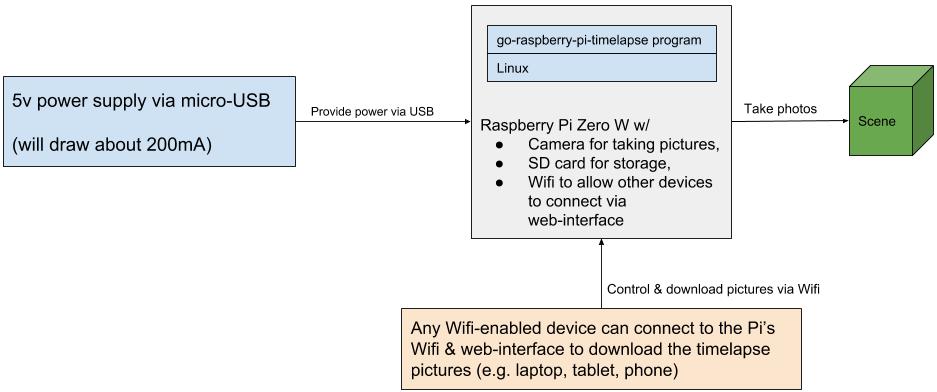 go-raspberry-pi-timelapse program
Linux
5v power supply via micro-USB
(will draw about 200mA)
Provide power via USB
Raspberry Pi Zero W w/
● Camera for taking pictures,
● SD card for storage,
● Wifi to allow other devices
to connect via
web-interface
Take photos
Scene
Control & download pictures via Wifi
Any Wifi-enabled device can connect to the Pi's
Wifi & web-interface to download the timelapse
pictures (e.g. laptop, tablet, phone)